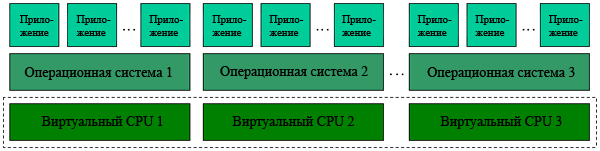 Прило-
жение
Прило-
жение
...
Прило-
жение
Прило-
жение
Прило-
жение
...
Прило-
жение
Прило-
жение
Прило-
жение
...
Прило-
жение
Операционная система 1
Операционная система 2
...
Операционная система 3
Виртуальный CPU 1
Виртуальный CPU 2
Виртуальный CPU 3